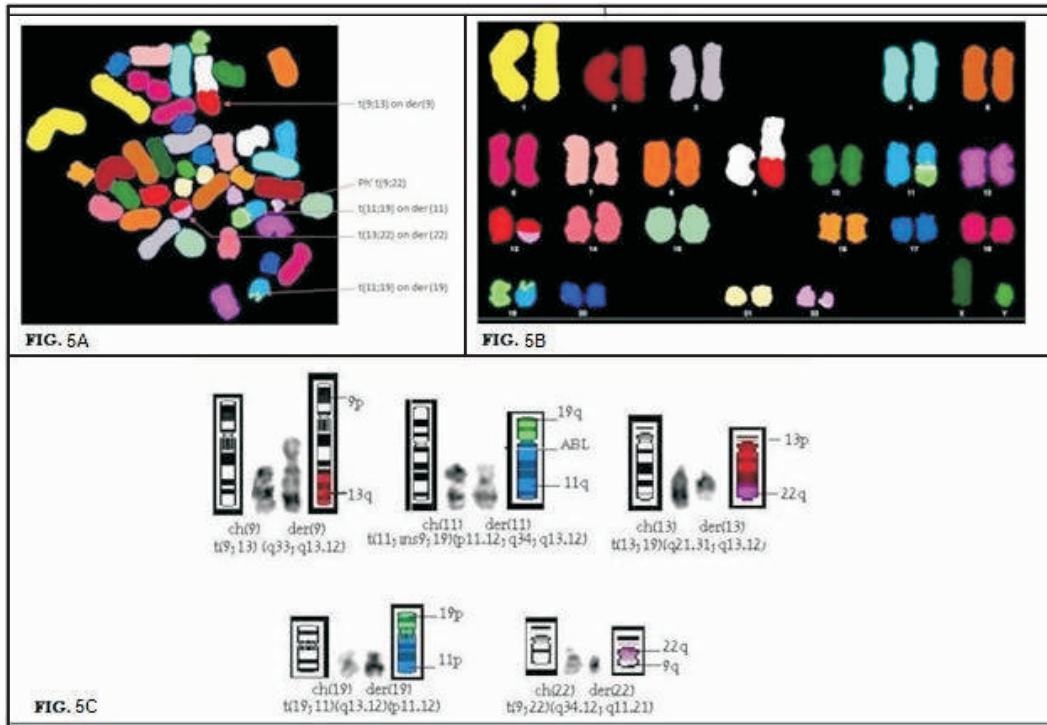 t(9;13) on der(9)
Ph' t(9;22)
t(11;19) on der (11)
t(13;22) on der (22)
t(11;19) on der (19)
FIG. 5A
1 2 3 4 5
6 7 8 9 10 11 12
14 15 16 17 18
20 21 X Y
FIG. 5B
9p
13q
ch(9) der(9)
t(9;13) (q33; q13.12)
19q
ABL
11q
ch(11) der(11)
t(11; ins9; 19)(p11.12; q34; q13.12)
13p
22q
ch(13) der(13)
t(13; 19)(q21.31; q13.12)
19p
11p
ch(19) der(19)
t(19; 11)(q13.12)(p11.12)
22q
9q
ch(22) der(22)
t(9;22)(q34.12; q11.21)
FIG. 5C